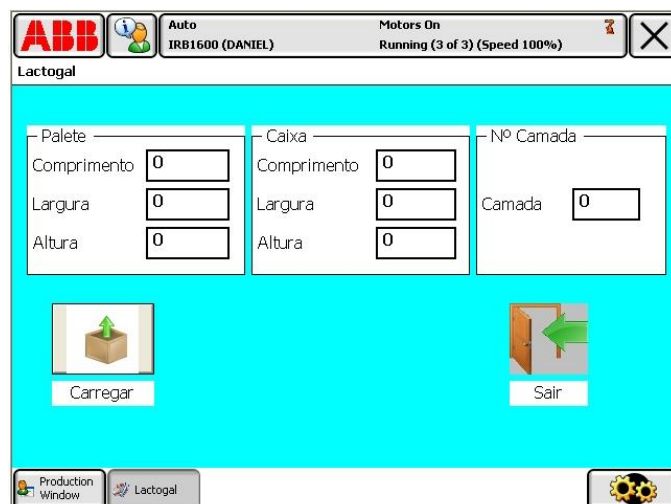 ABB
Auto
IRB1600 (DANIEL)
Motors On
Running (3 of 3) (Speed 100%)
Lactogal
Palete
Comprimento 0
Largura 0
Altura 0
Caixa
Comprimento 0
Largura 0
Altura 0
Nº Camada
Camada 0
Carregar
Sair
Production
Window
Lactogal